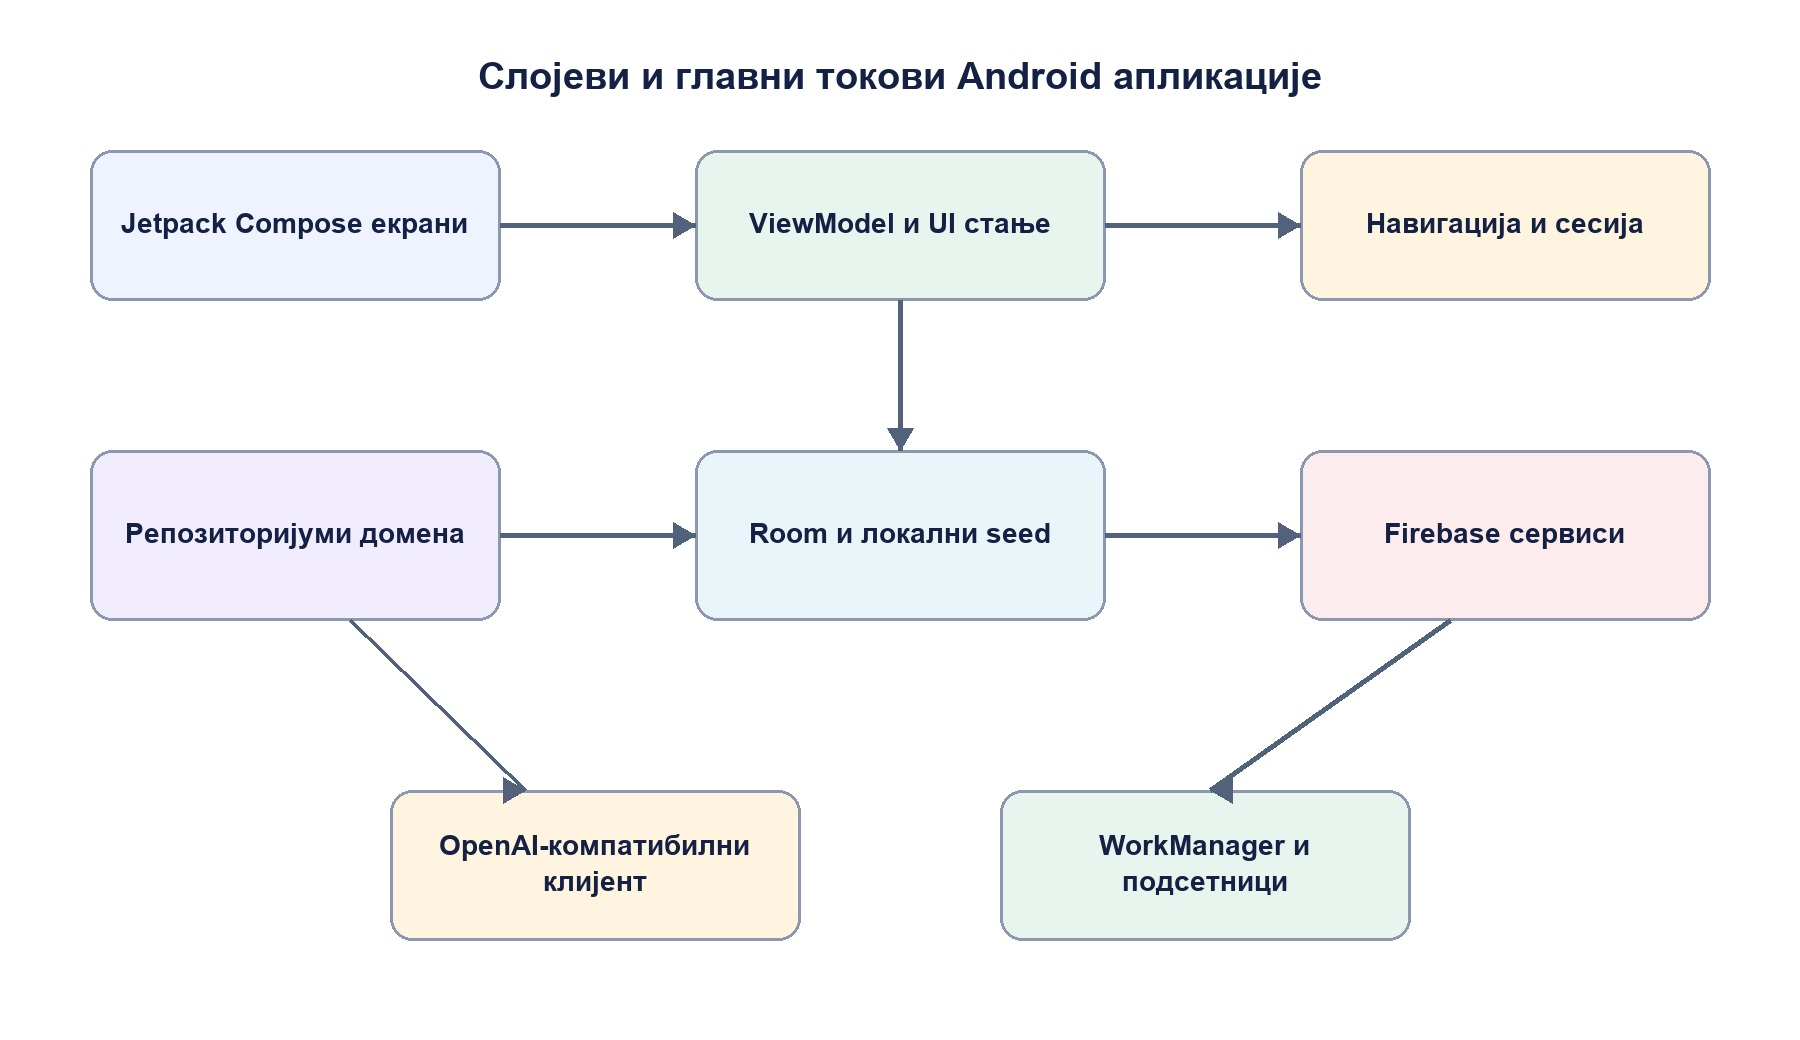 Слојеви и главни токови Android апликације
Jetpack Compose екрани
ViewModel и UI стање
Навигација и сесија
Репозиторијуми домена
Room и локални seed
Firebase сервиси
OpenAI-компатибилни
клијент
WorkManager и
подсетници